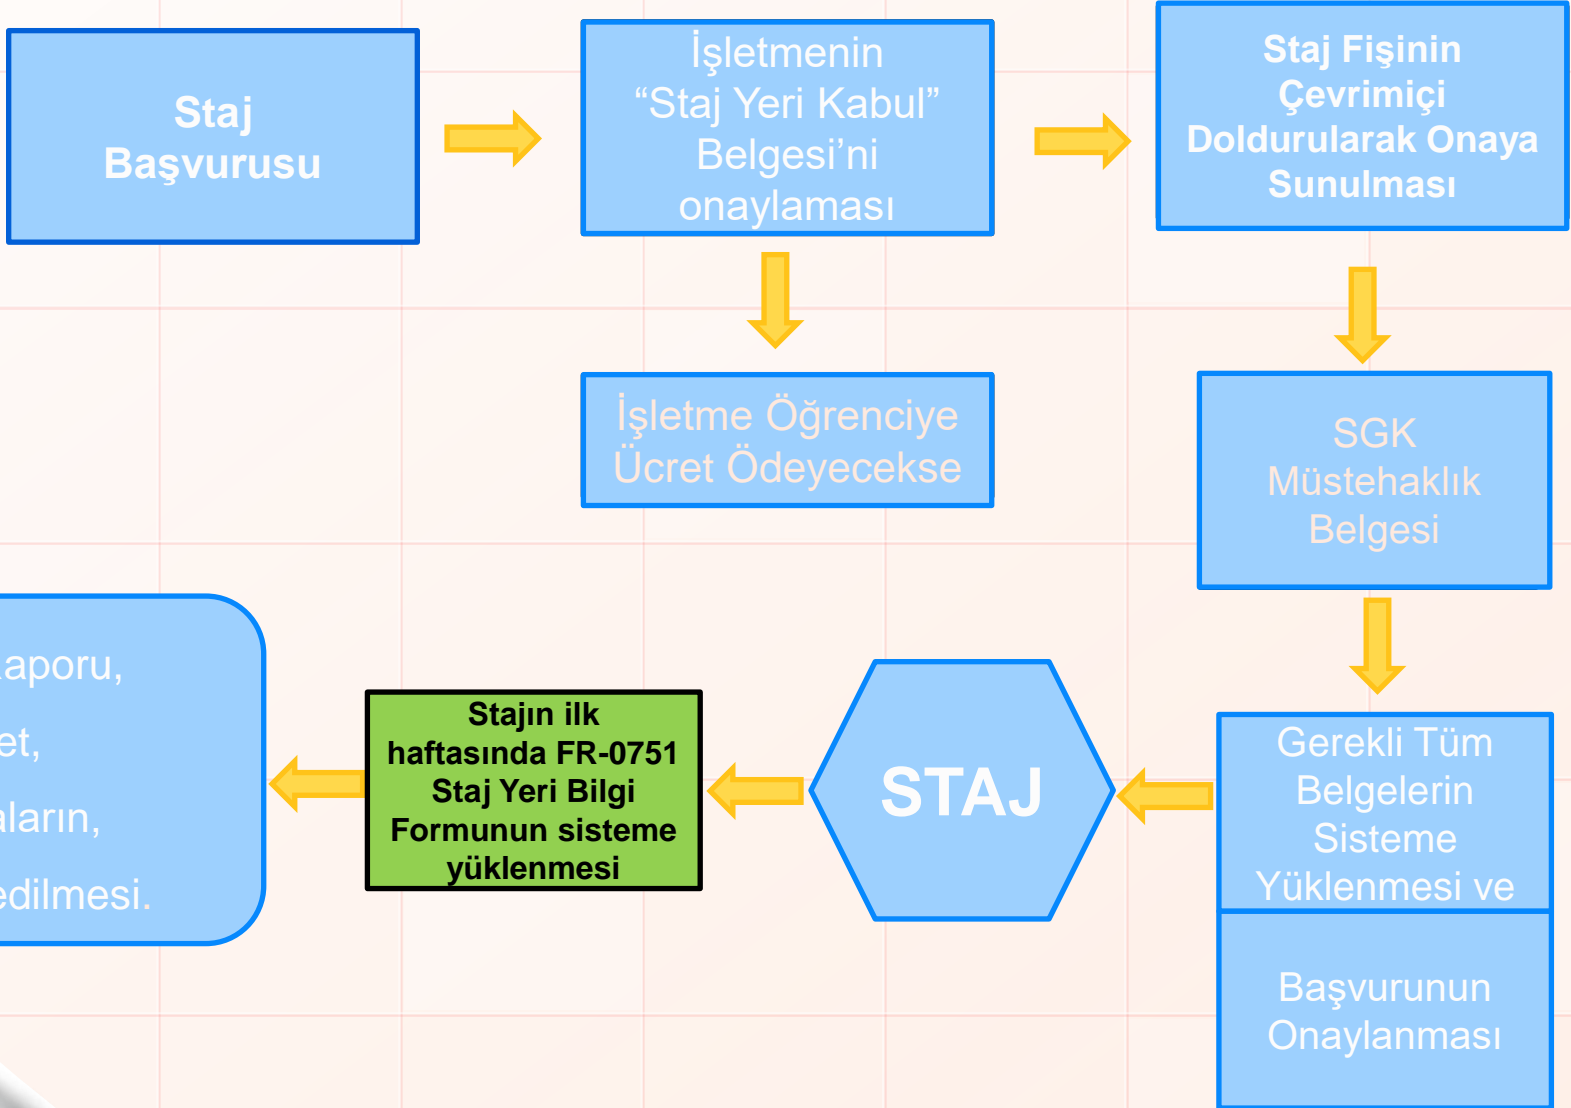 Staj
Başvurusu
İşletmenin
“Staj Yeri Kabul”
Belgesi’ni
onaylaması
Staj Fişinin
Çevrimiçi
Doldurularak Onaya
Sunulması
İşletme Öğrenciye
Ücret Ödeyecekse
SGK
Müstehaklık
Belgesi
Gerekli Tüm
Belgelerin
Sisteme
Yüklenmesi ve
Başvurunun
Onaylanması
STAJ
Stajın ilk
haftasında FR-0751
Staj Yeri Bilgi
Formunun sisteme
yüklenmesi
aporu,
et,
aların,
edilmesi.